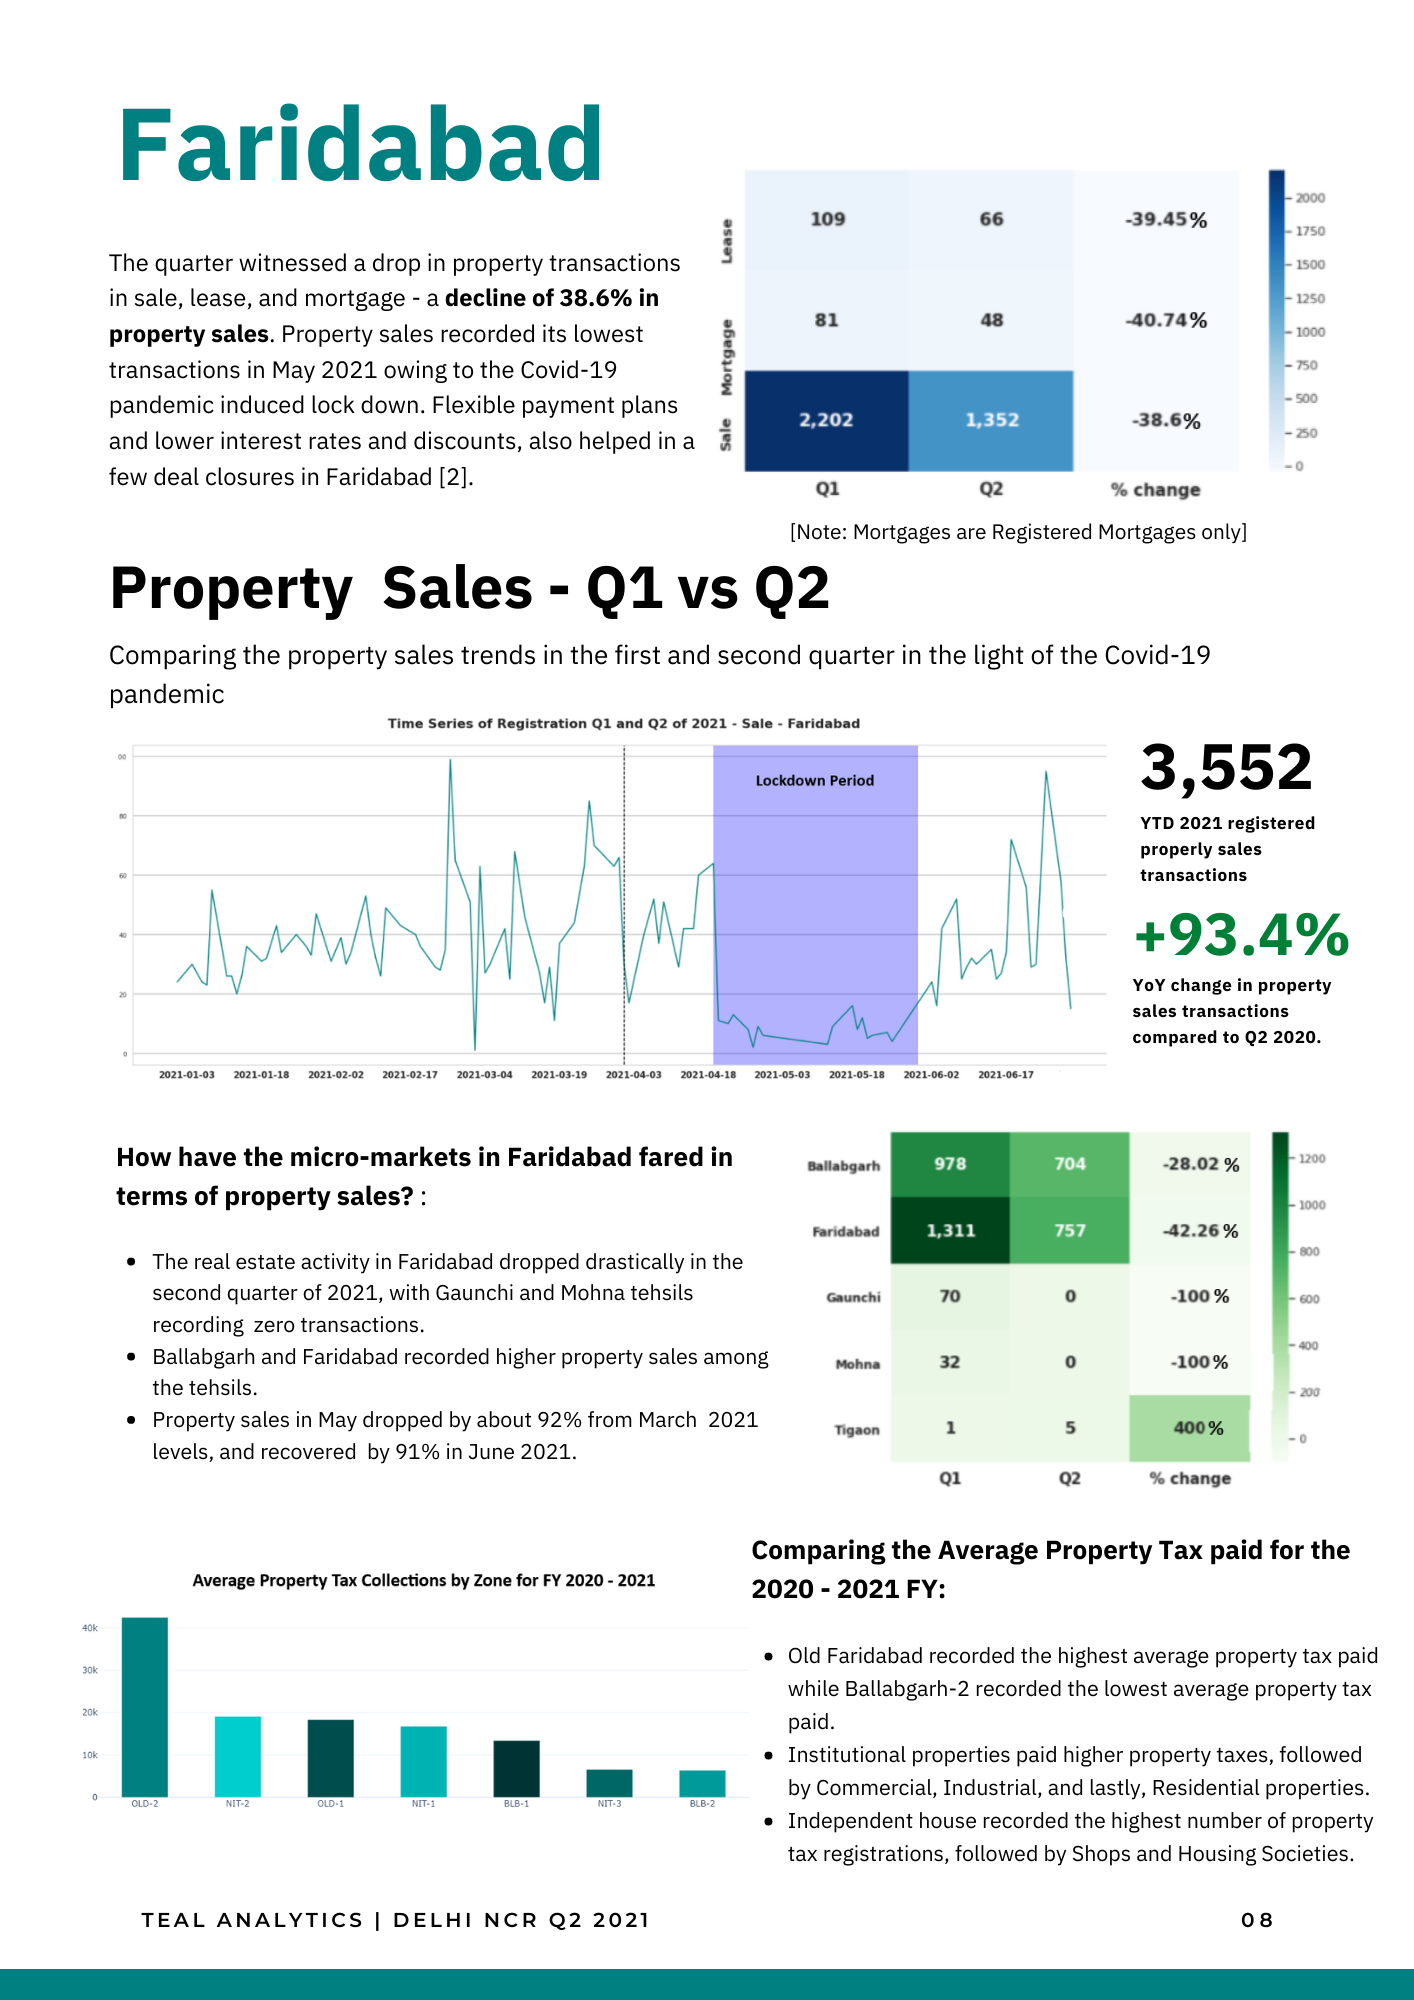 Faridabad
The quarter witnessed a drop in property transactions
in sale, lease, and mortgage - a decline of 38.6% in
property sales. Property sales recorded its lowest
transactions in May 2021 owing to the Covid-19
pandemic induced lock down. Flexible payment plans
and lower interest rates and discounts, also helped in a
few deal closures in Faridabad [2].
Lease 109 66 -39.45%
Mortgage 81 48 -40.74%
Sale 2,202 1,352 -38.6%
Q1 Q2 % change
2000
1750
1500
1250
1000
750
500
250
0
[Note: Mortgages are Registered Mortgages only]
Property Sales - Q1 vs Q2
Comparing the property sales trends in the first and second quarter in the light of the Covid-19
pandemic
Time Series of Registration Q1 and Q2 of 2021 - Sale - Faridabad
00
80
60
40
20
0
Lockdown Period
2021-01-03 2021-01-18 2021-02-02 2021-02-17 2021-03-04 2021-03-19 2021-04-03 2021-04-18 2021-05-03 2021-05-18 2021-06-02 2021-06-17
3,552
YTD 2021 registered
properly sales
transactions
+93.4%
YoY change in property
sales transactions
compared to Q2 2020.
How have the micro-markets in Faridabad fared in
terms of property sales? :
• The real estate activity in Faridabad dropped drastically in the
second quarter of 2021, with Gaunchi and Mohna tehsils
recording zero transactions.
• Ballabgarh and Faridabad recorded higher property sales among
the tehsils.
• Property sales in May dropped by about 92% from March 2021
levels, and recovered by 91% in June 2021.
Ballabgarh 978 704 -28.02 %
Faridabad 1,311 757 -42.26 %
Gaunchi 70 0 -100 %
Mohna 32 0 -100 %
Tigaon 1 5 400 %
Q1 Q2 % change
1200
1000
800
600
400
200
0
Average Property Tax Collections by Zone for FY 2020 - 2021
40k
30k
20k
10k
0
OLD-2 NIT-2 OLD-1 NIT-1 BLB-1 NIT-3 BLB-2
Comparing the Average Property Tax paid for the
2020 - 2021 FY:
• Old Faridabad recorded the highest average property tax paid
while Ballabgarh-2 recorded the lowest average property tax
paid.
• Institutional properties paid higher property taxes, followed
by Commercial, Industrial, and lastly, Residential properties.
• Independent house recorded the highest number of property
tax registrations, followed by Shops and Housing Societies.
TEAL ANALYTICS | DELHI NCR Q2 2021
08